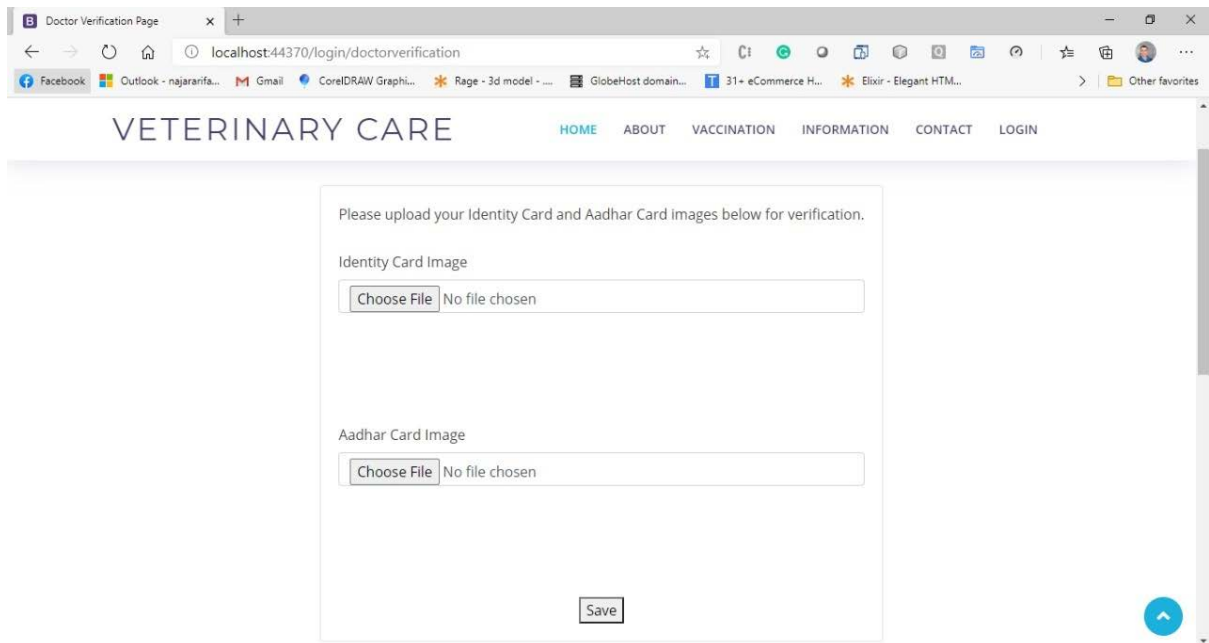 B Doctor Verification Page
localhost:44370/login/doctorverification
Facebook Outlook - najararifa... Gmail CorelDRAW Graphi... Rage - 3d model - .... GlobeHost domain... T 31+ eCommerce H... Elixir - Elegant HTM... Other favorites
VETERINARY CARE HOME ABOUT VACCINATION INFORMATION CONTACT LOGIN
Please upload your Identity Card and Aadhar Card images below for verification.
Identity Card Image
Choose File No file chosen
Aadhar Card Image
Choose File No file chosen
Save